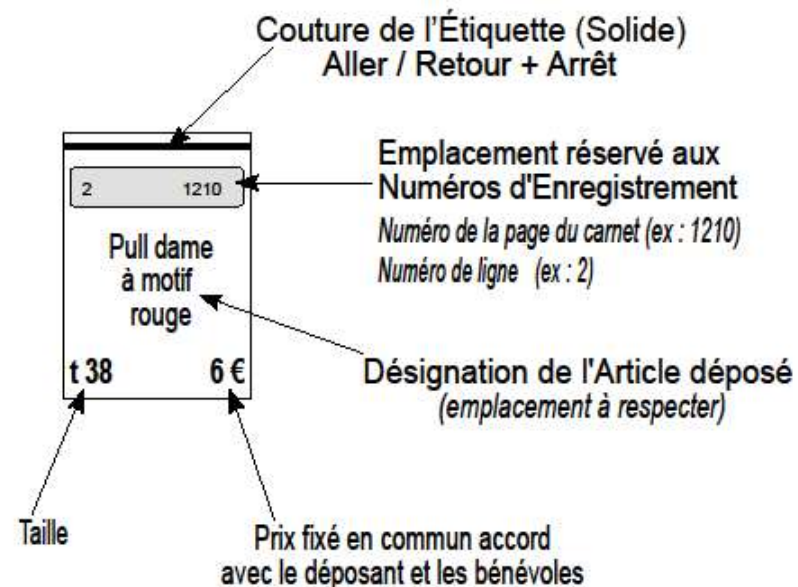 Couture de l'Étiquette (Solide)
Aller / Retour + Arrêt
2 1210
Emplacement réservé aux
Numéros d'Enregistrement
Numéro de la page du carnet (ex : 1210)
Numéro de ligne (ex : 2)
Pull dame
à motif
rouge
t 38 6 €
Désignation de l'Article déposé
(emplacement à respecter)
Taille
Prix fixé en commun accord
avec le déposant et les bénévoles